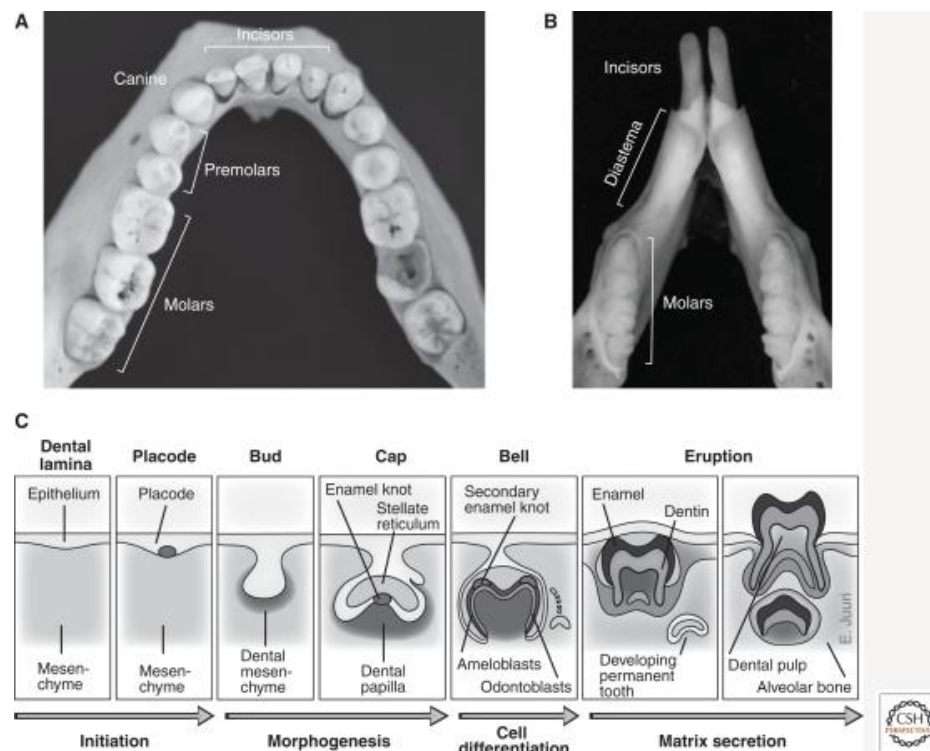 A
Incisors
Canine
Premolars
Molars
B
Incisors
Diastema
Molars
C
Dental
lamina
Placode
Bud
Cap
Bell
Eruption
Epithelium
Mesen-
chyme
Placode
Mesen-
chyme
Dental
mesen-
chyme
Enamel knot
Stellate
reticulum
Dental
papilla
Secondary
enamel knot
Ameloblasts
Odontoblasts
Enamel
Dentin
Developing
permanent
tooth
Dental pulp
Alveolar bone
E. Juuri
Initiation
Morphogenesis
Cell
differentiation
Matrix secretion
CSH
PERSPECTIVES